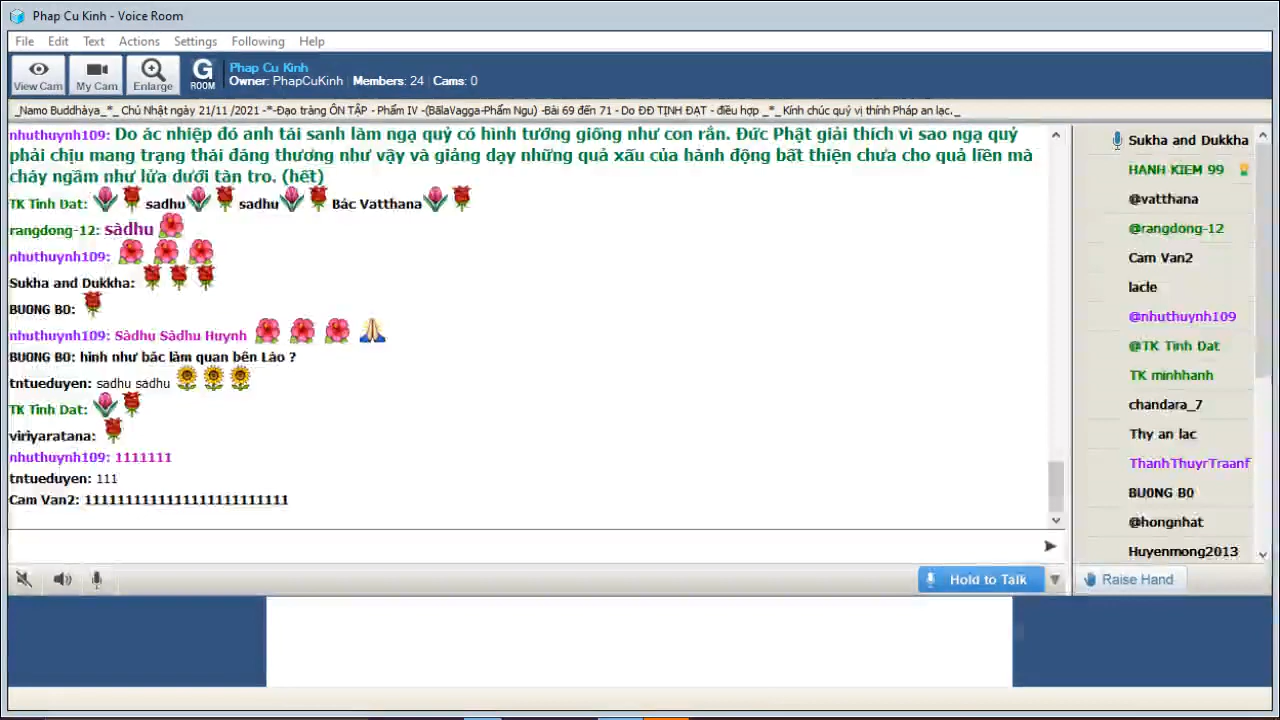 Phap Cu Kinh - Voice Room
File Edit Text Actions Settings Following Help
View Cam My Cam Enlarge G ROOM
Phap Cu Kinh
Owner: PhapCuKinh Members: 24 Cams: 0
_Namo Buddhàya_*_ Chủ Nhật ngày 21/11 /2021 -*-Đạo tràng ÔN TẬP - Phẩm IV -(BãlaVagga-Phẩm Ngu) -Bài 69 đến 71 - Do ĐĐ TỊNH ĐẠT - điều hợp _*_ Kính chúc quý vị thính Pháp an lạc._
nhuthuynh109: Do ác nhiệp đó anh tái sanh làm ngạ quỷ có hình tướng giống như con rắn. Đức Phật giải thích vì sao ngạ quỷ
phải chịu mang trạng thái đáng thương như vậy và giảng dạy những quả xấu của hành động bất thiện chưa cho quả liền mà
cháy ngầm như lửa dưới tàn tro. (hết)
TK Tinh Dat: sadhu sadhu Bác Vatthana
rangdong-12: sàdhu
nhuthuynh109:
Sukha and Dukkha:
BUONG BO:
nhuthuynh109: Sàdhu Sàdhu Huynh
BUONG BO: hình như bác làm quan bên Lào ?
tntueduyen: sadhu sadhu
TK Tinh Dat:
viriyaratana:
nhuthuynh109: 1111111
tntueduyen: 111
Cam Van2: 1111111111111111111111111
Hold to Talk
Sukha and Dukkha
HANH KIEM 99
@vatthana
@rangdong-12
Cam Van2
lacle
@nhuthuynh109
@TK Tinh Dat
TK minhhanh
chandara_7
Thy an lac
ThanhThuyrTraanf
BUONG BO
@hongnhat
Huyenmong2013
Raise Hand